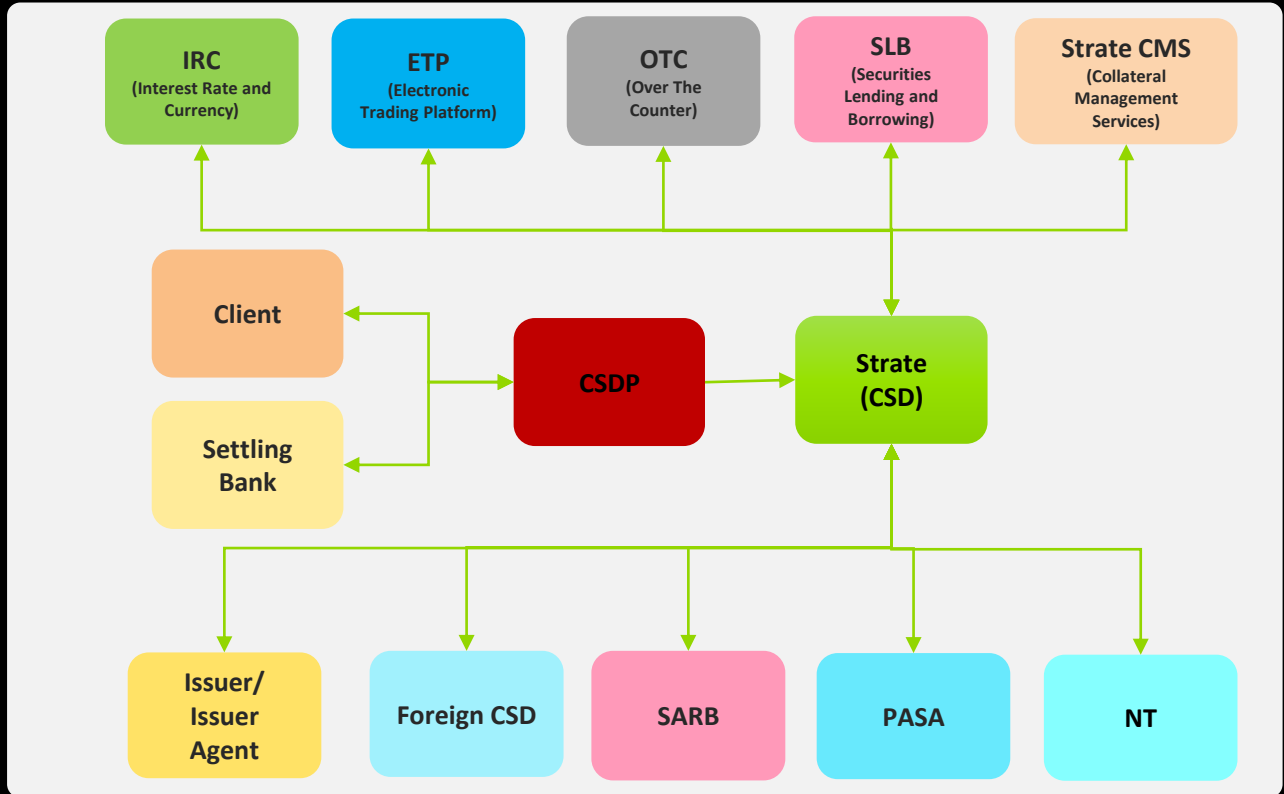 IRC
(Interest Rate and
Currency)
ETP
(Electronic
Trading Platform)
OTC
(Over The
Counter)
SLB
(Securities
Lending and
Borrowing)
Strate CMS
(Collateral
Management
Services)
Client
CSDP
Strate
(CSD)
Settling
Bank
Issuer/
Issuer
Agent
Foreign CSD
SARB
PASA
NT